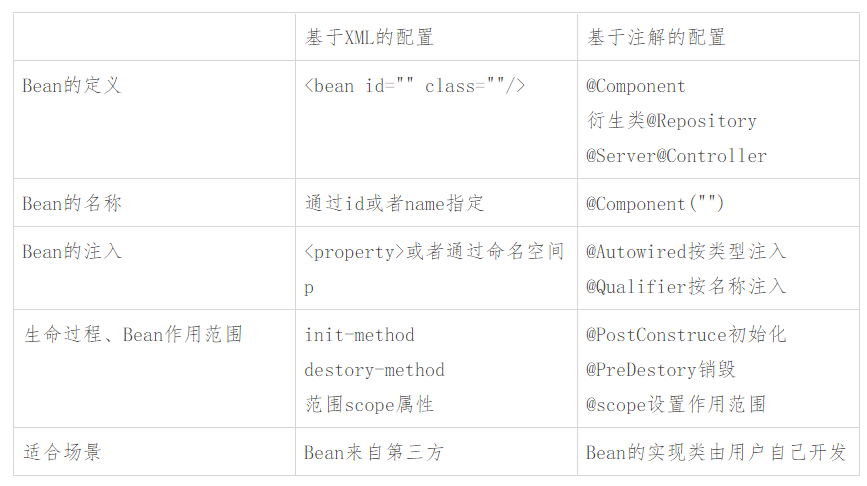 基于XML的配置
基于注解的配置
Bean的定义
<bean id="" class=""/>
@Component
衍生类@Repository
@Server@Controller
Bean的名称
通过id或者name指定
@Component("")
Bean的注入
<property>或者通过命名空间
p
@Autowired按类型注入
@Qualifier按名称注入
生命过程、Bean作用范围
init-method
destory-method
范围scope属性
@PostConstruce初始化
@PreDestory销毁
@scope设置作用范围
适合场景
Bean来自第三方
Bean的实现类由用户自己开发